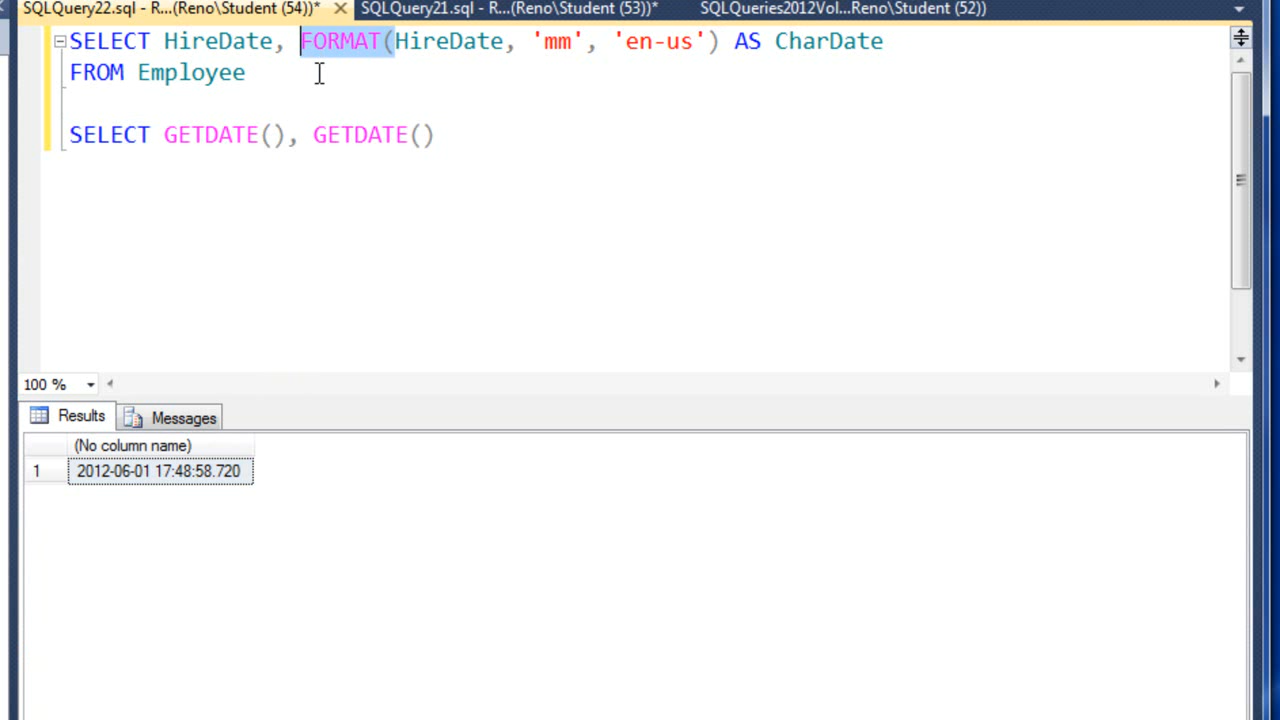 SQLQuery22.sql - R...(Reno\Student (54))* SQLQuery21.sql - R...(Reno\Student (53))* SQLQueries2012Vol...Reno\Student (52))
SELECT HireDate, FORMAT(HireDate, 'mm', 'en-us') AS CharDate
FROM Employee
SELECT GETDATE(), GETDATE()
100 %
Results Messages
(No column name)
1 2012-06-01 17:48:58.720